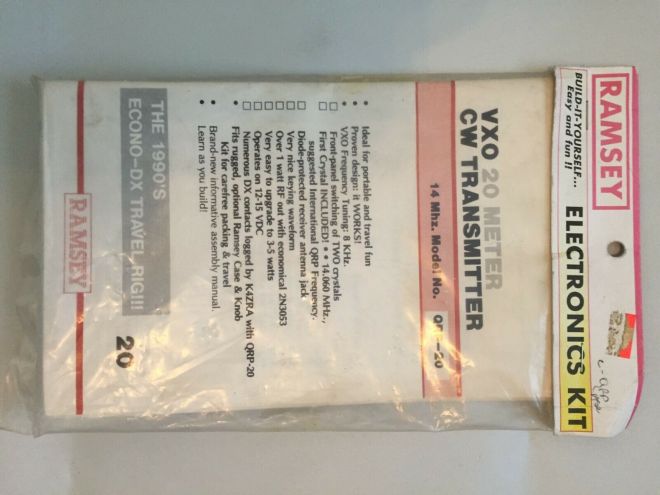 RAMSEY
BUILD-IT-YOURSELF...
Easy and fun !!
ELECTRONICS KIT
VXO 20 METER
CW TRANSMITTER
14 Mhz. Model No. QRP-20
• Ideal for portable and travel fun
• Proven design: it WORKS!
• VXO Frequency Tuning: 8 KHz.
□ Front-panel switching of TWO crystals
□ First Crystal INCLUDED! • • 14.060 MHz.,
suggested International QRP Frequency.
□ Diode-protected receiver antenna jack
□ Very nice keying waveform
□ Over 1 watt RF out with economical 2N3053
□ Very easy to upgrade to 3-5 watts
□ Operates on 12-15 VDC
□ Numerous DX contacts logged by K4ZRA with QRP-20
• Fits rugged, optional Ramsey Case & Knob
Kit for carefree packing & travel
• Brand-new informative assembly manual.
• Learn as you build!
THE 1990'S
ECONO-DX TRAVEL RIG!!!
20
RAMSEY